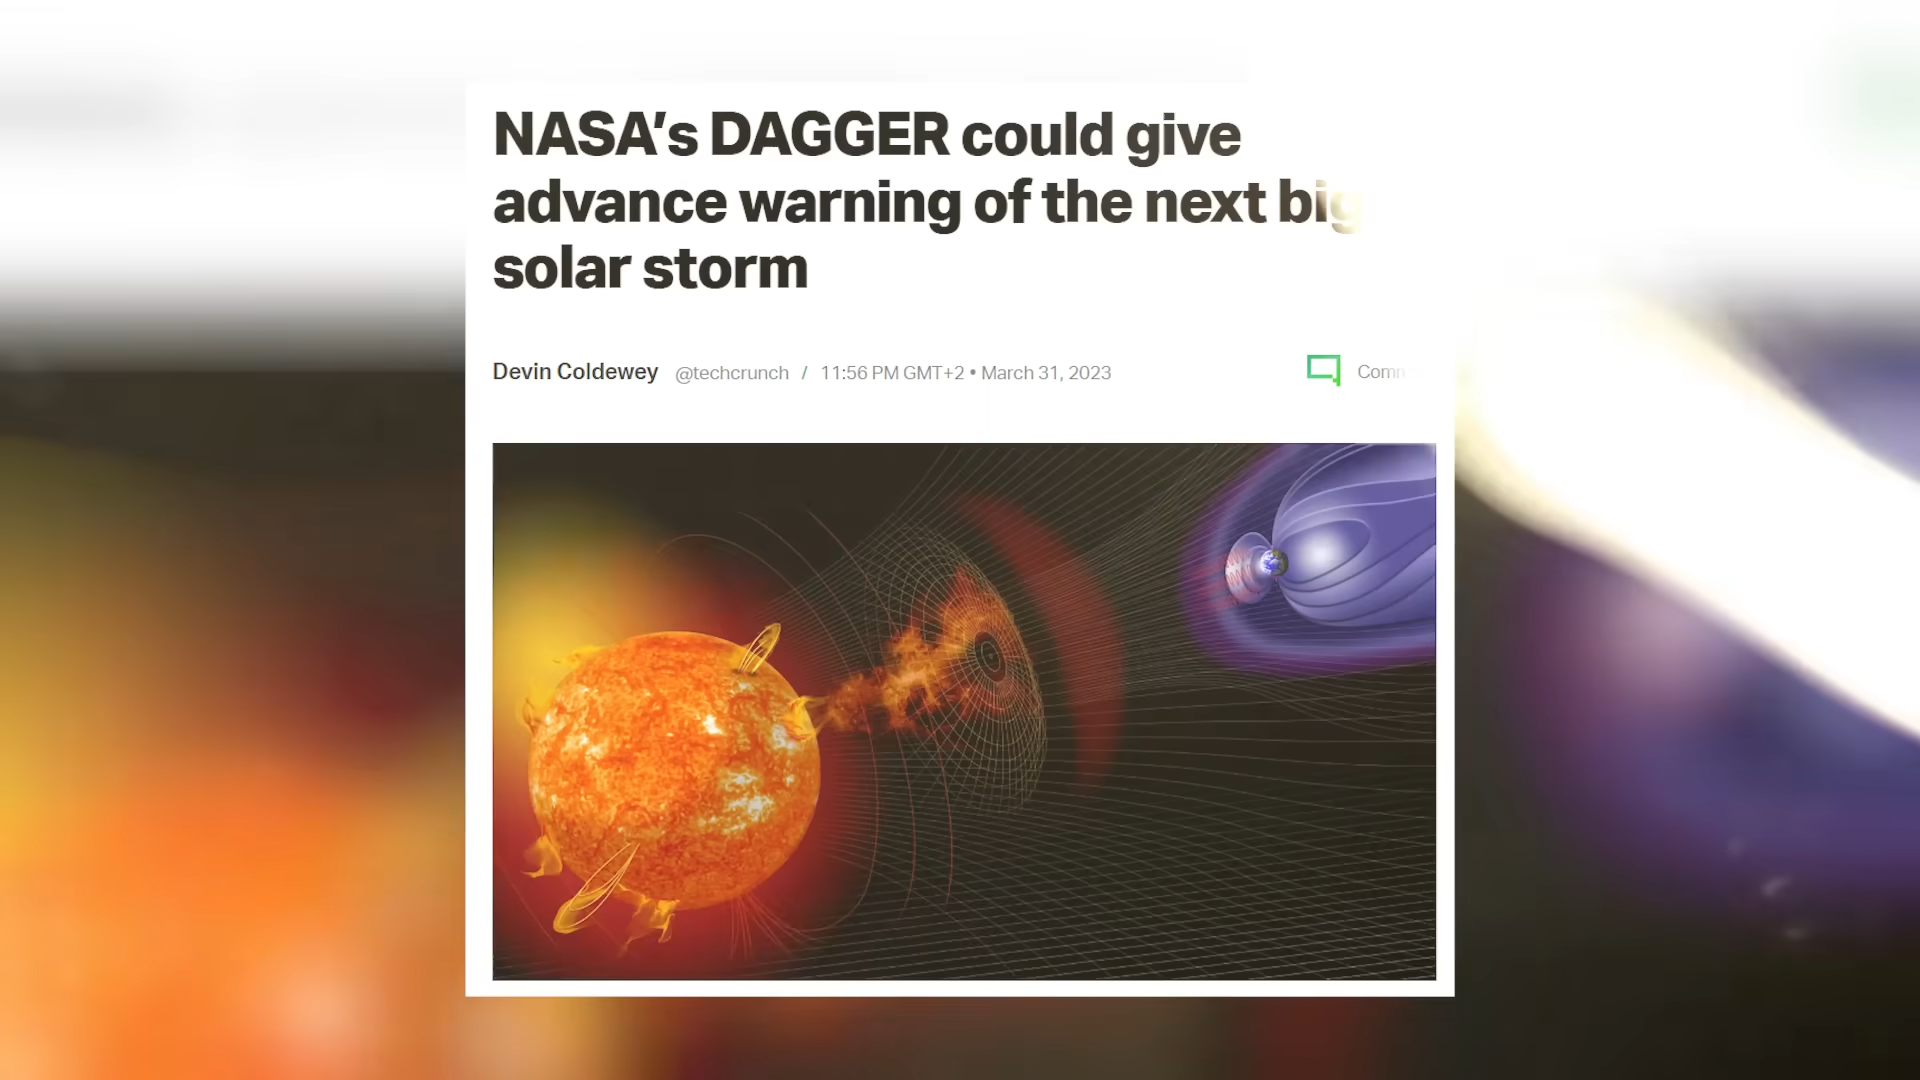 NASA's DAGGER could give
advance warning of the next big
solar storm
Devin Coldewey @techcrunch / 11:56 PM GMT+2 • March 31, 2023